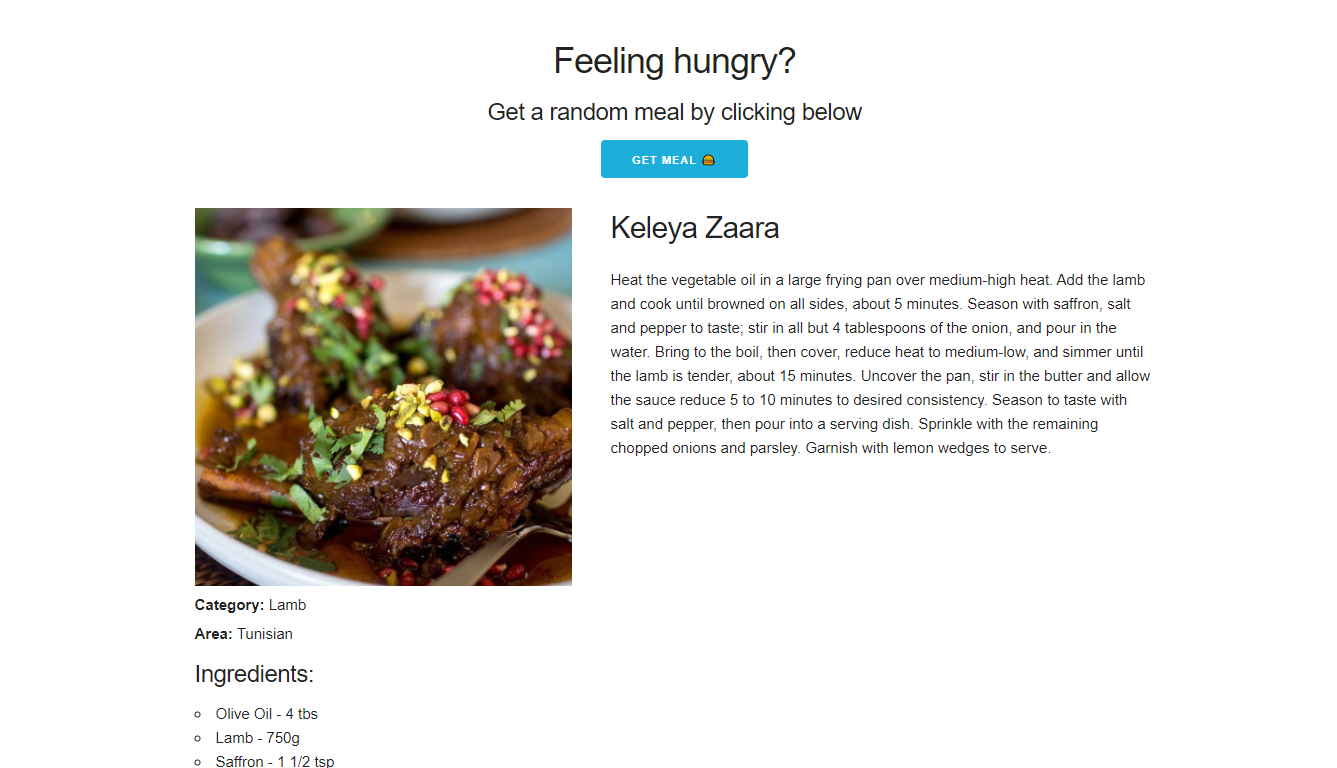 Feeling hungry?
Get a random meal by clicking below
GET MEAL 🍔
Keleya Zaara
Heat the vegetable oil in a large frying pan over medium-high heat. Add the lamb
and cook until browned on all sides, about 5 minutes. Season with saffron, salt
and pepper to taste; stir in all but 4 tablespoons of the onion, and pour in the
water. Bring to the boil, then cover, reduce heat to medium-low, and simmer until
the lamb is tender, about 15 minutes. Uncover the pan, stir in the butter and allow
the sauce reduce 5 to 10 minutes to desired consistency. Season to taste with
salt and pepper, then pour into a serving dish. Sprinkle with the remaining
chopped onions and parsley. Garnish with lemon wedges to serve.
Category: Lamb
Area: Tunisian
Ingredients:
Olive Oil - 4 tbs
Lamb - 750g
Saffron - 1 1/2 tsp